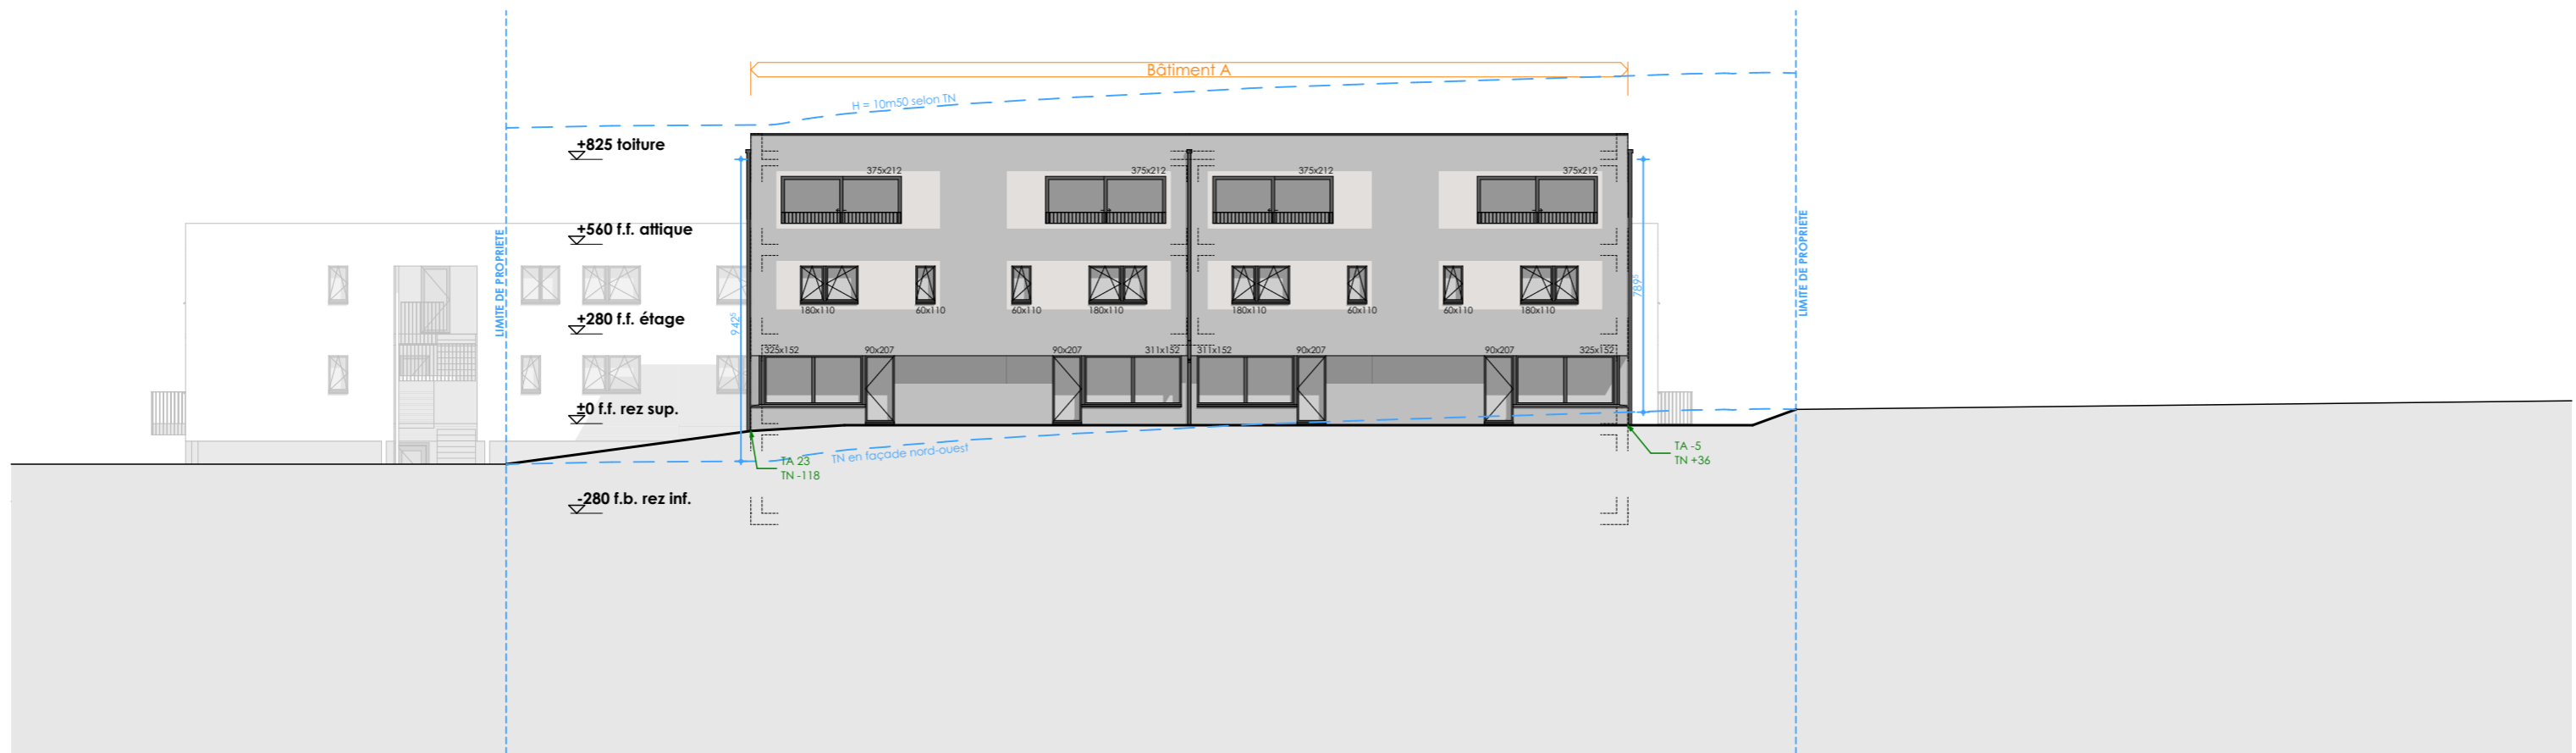 Bâtiment A
H = 10m50 selon TN
+825 toiture
375x212
375x212
375x212
375x212
+560 f.f. attique
LIMITE DE PROPRIETE
LIMITE DE PROPRIETE
942⁵
789⁵
+280 f.f. étage
180x110
60x110
60x110
180x110
180x110
60x110
60x110
180x110
325x152
90x207
90x207
311x152
311x152
90x207
90x207
325x152
±0 f.f. rez sup.
TN en façade nord-ouest
TA 23
TN -118
TA -5
TN +36
-280 f.b. rez inf.